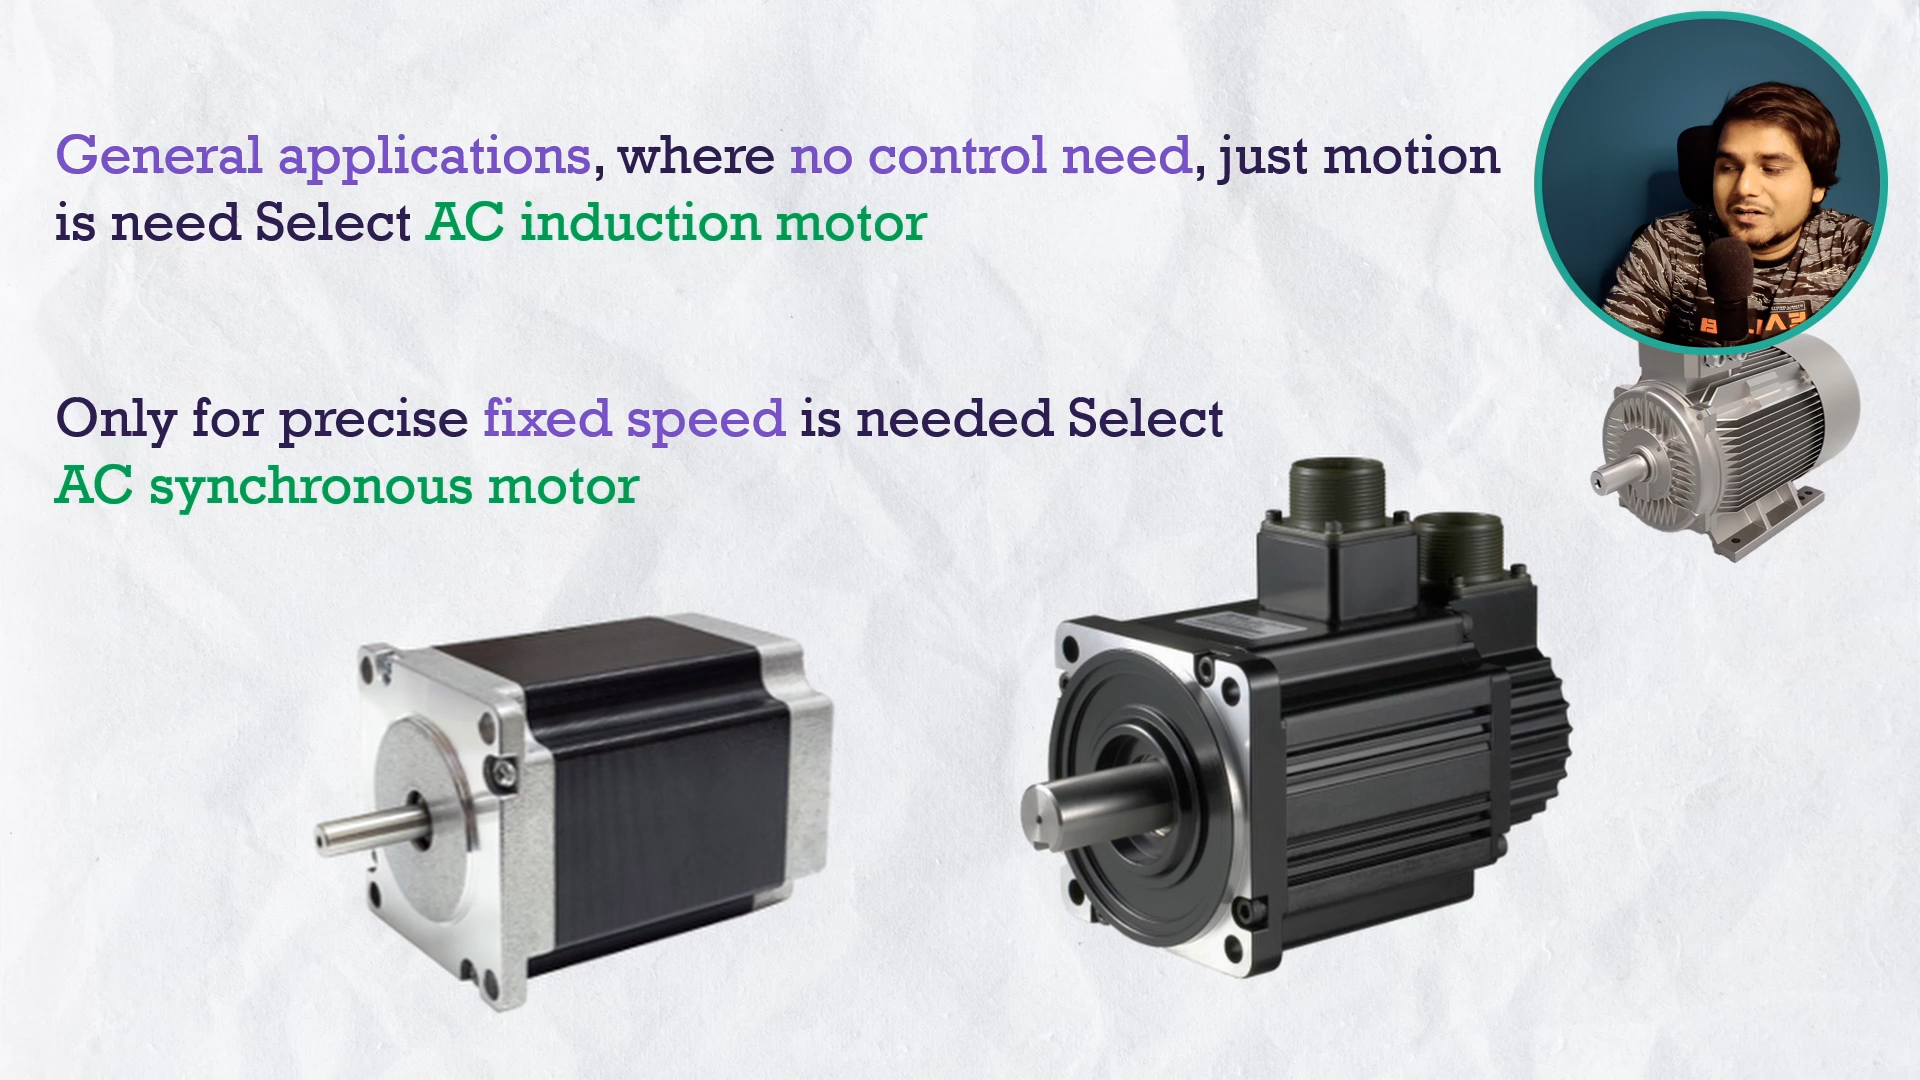 General applications, where no control need, just motion
is need Select AC induction motor
Only for precise fixed speed is needed Select
AC synchronous motor